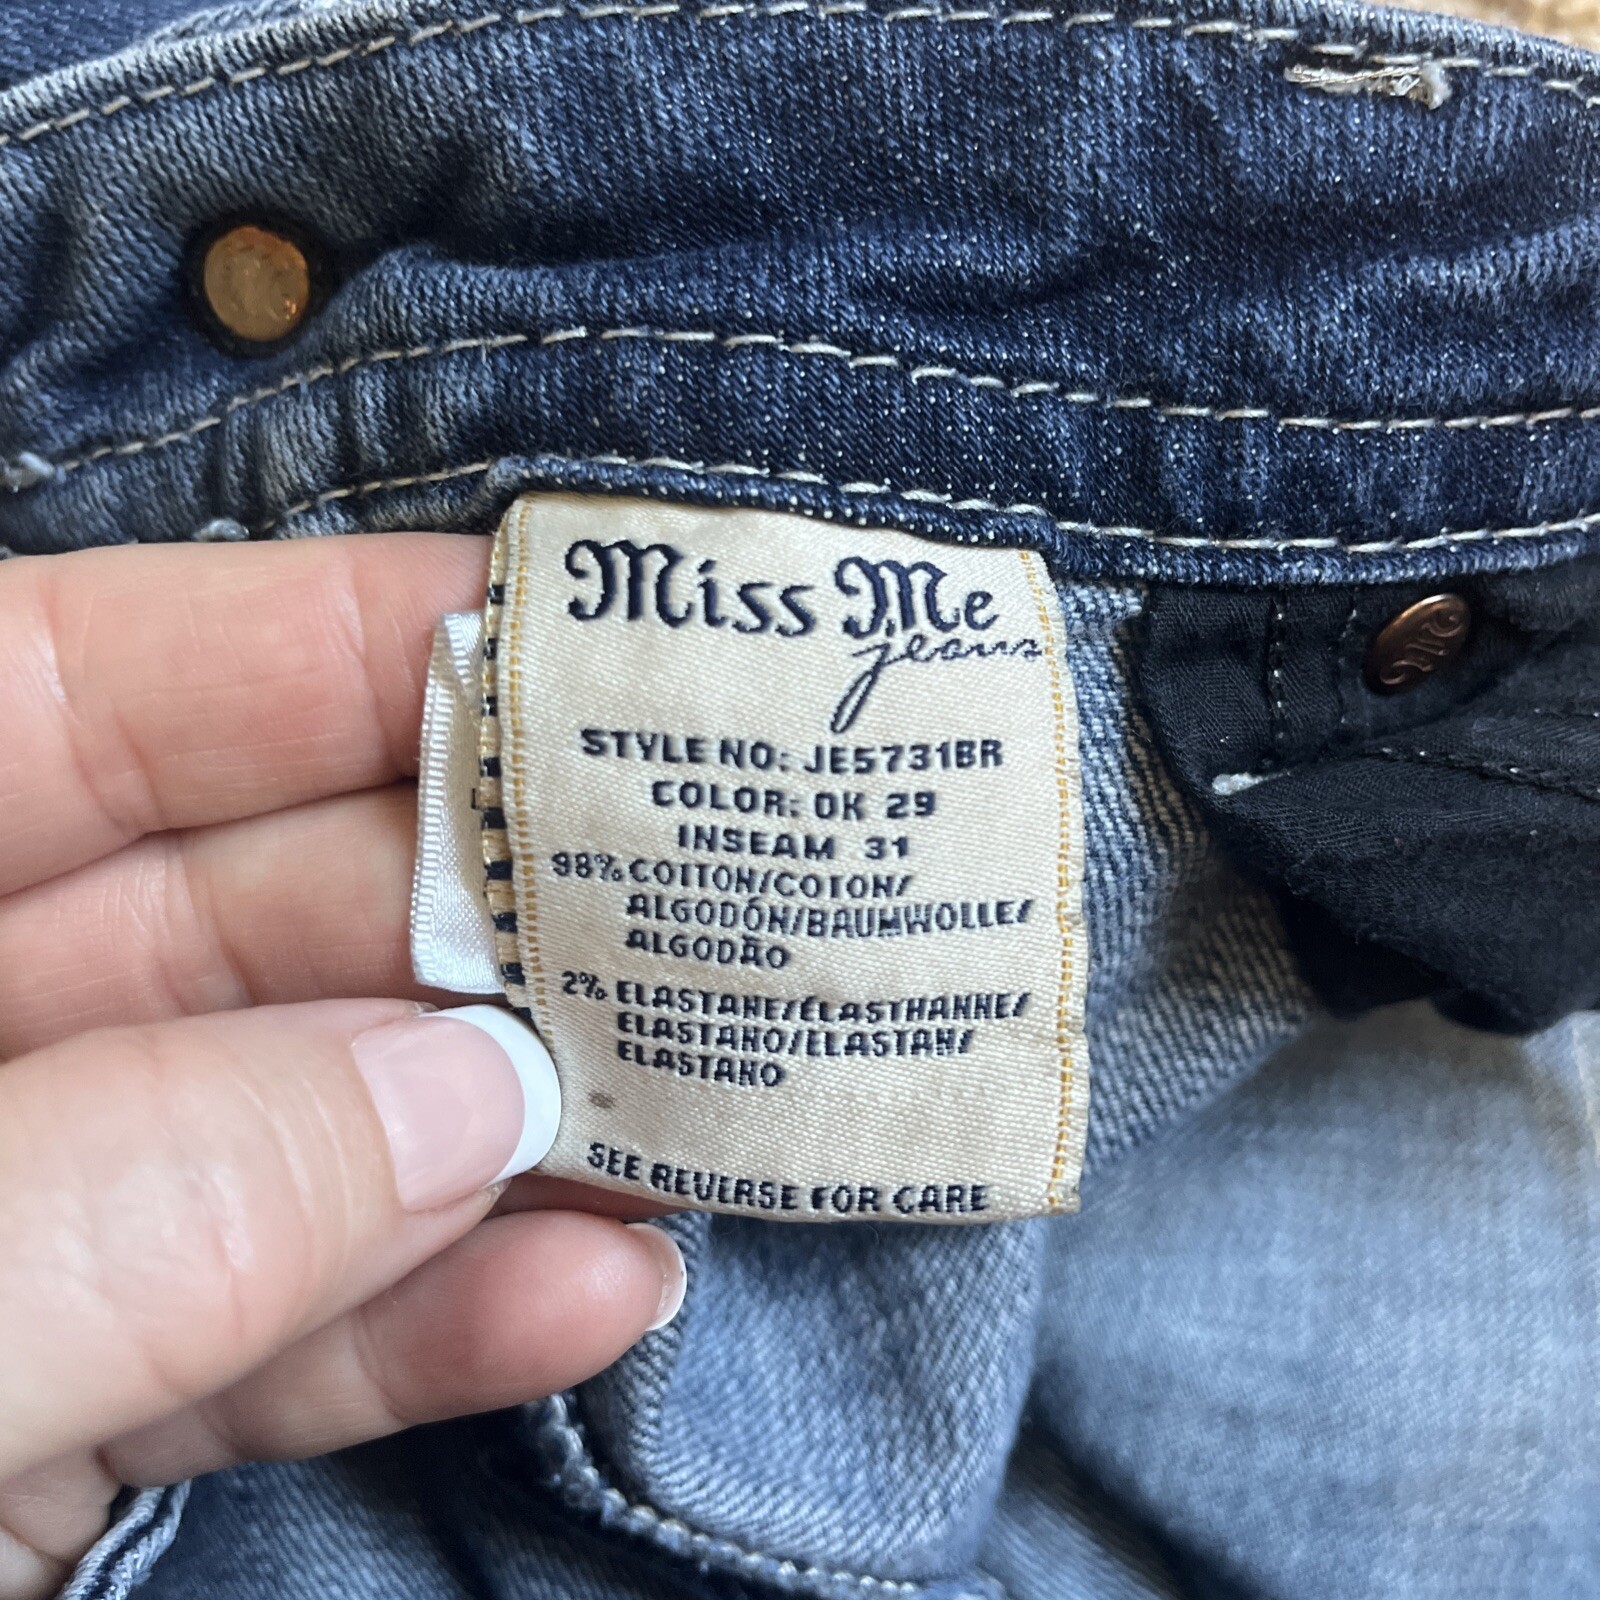 Miss Me
jeans
STYLE NO: JE5731BR
COLOR: DK 29
INSEAM 31
98% COTTON/COTON/
ALGODÓN/BAUMWOLLE/
ALGODÃO
2% ELASTANE/ÉLASTHANNE/
ELASTANO/ELASTAN/
ELASTANO
SEE REVERSE FOR CARE